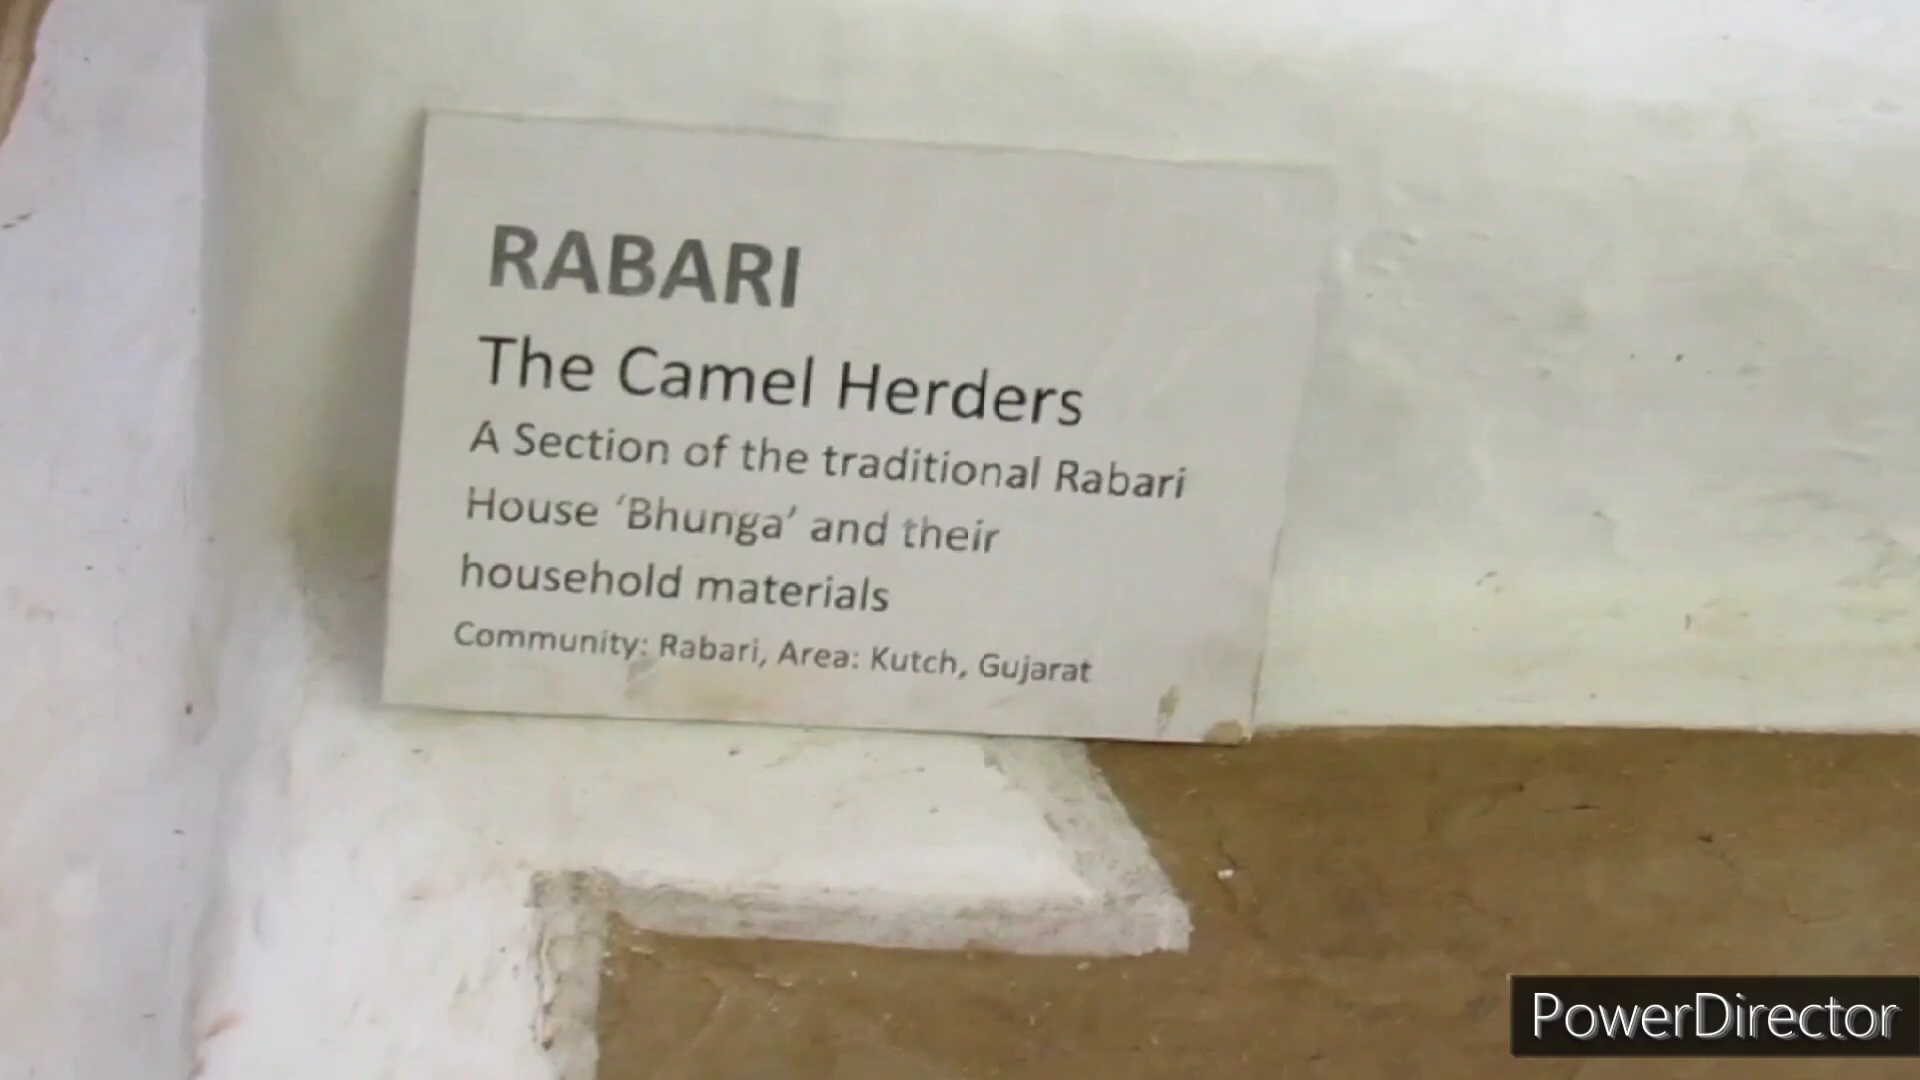 RABARI
The Camel Herders
A Section of the traditional Rabari
House ‘Bhunga’ and their
household materials
Community: Rabari, Area: Kutch, Gujarat
PowerDirector